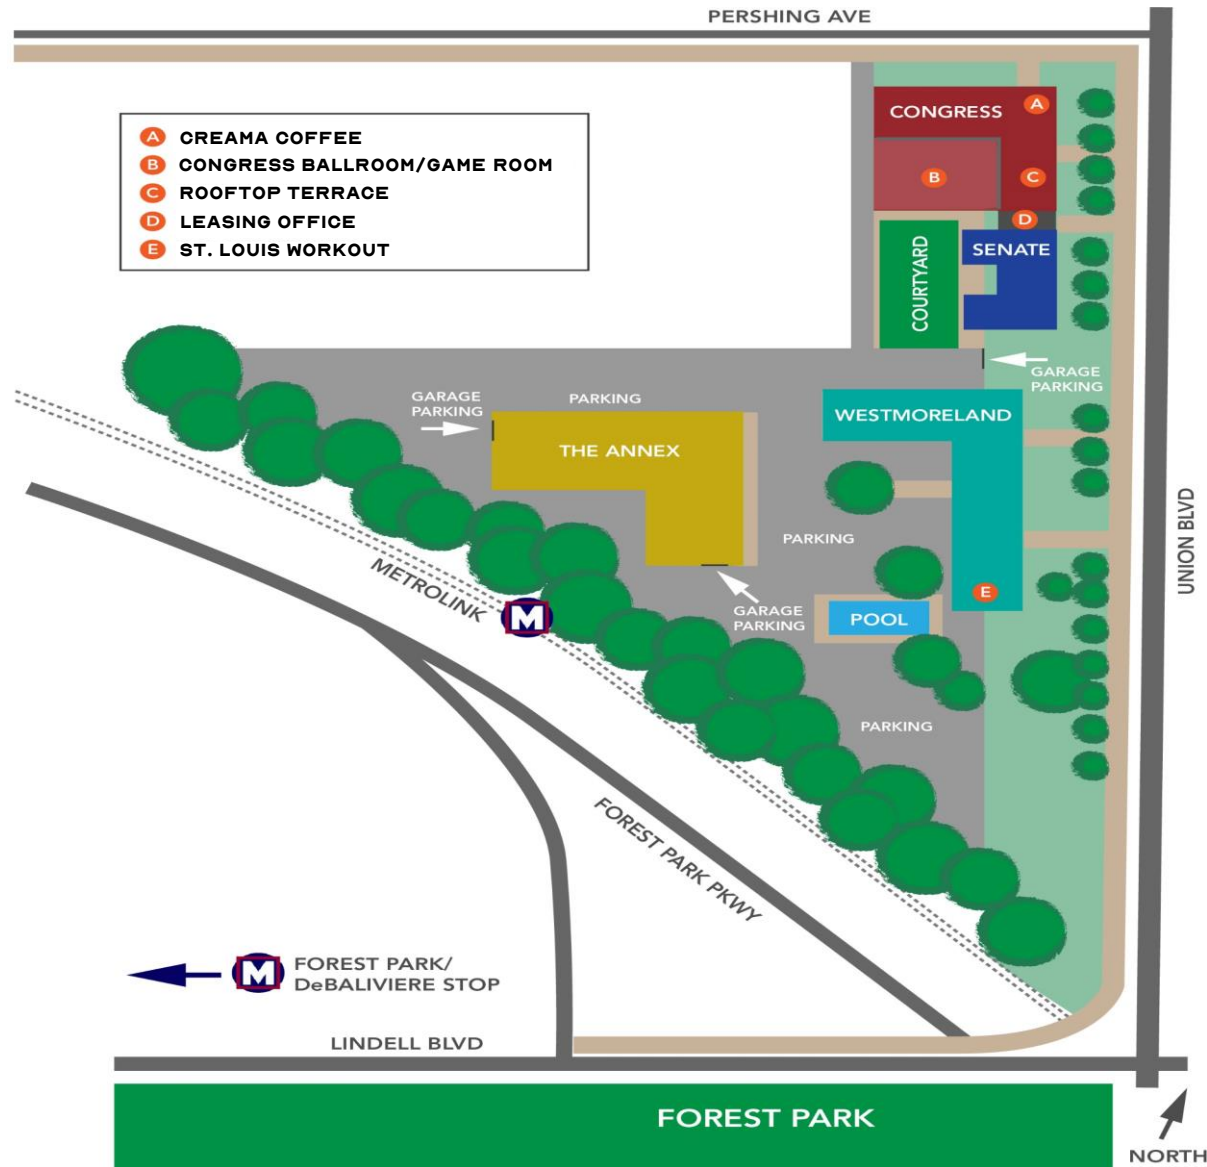 PERSHING AVE
A CREAMA COFFEE
B CONGRESS BALLROOM/GAME ROOM
C ROOFTOP TERRACE
D LEASING OFFICE
E ST. LOUIS WORKOUT
CONGRESS
A
B
C
D
SENATE
COURTYARD
GARAGE
PARKING
GARAGE
PARKING
PARKING
WESTMORELAND
THE ANNEX
UNION BLVD
PARKING
METROLINK
M
GARAGE
PARKING
POOL
E
PARKING
FOREST PARK PKWY
M
FOREST PARK/
DeBALIVIERE STOP
LINDELL BLVD
FOREST PARK
NORTH